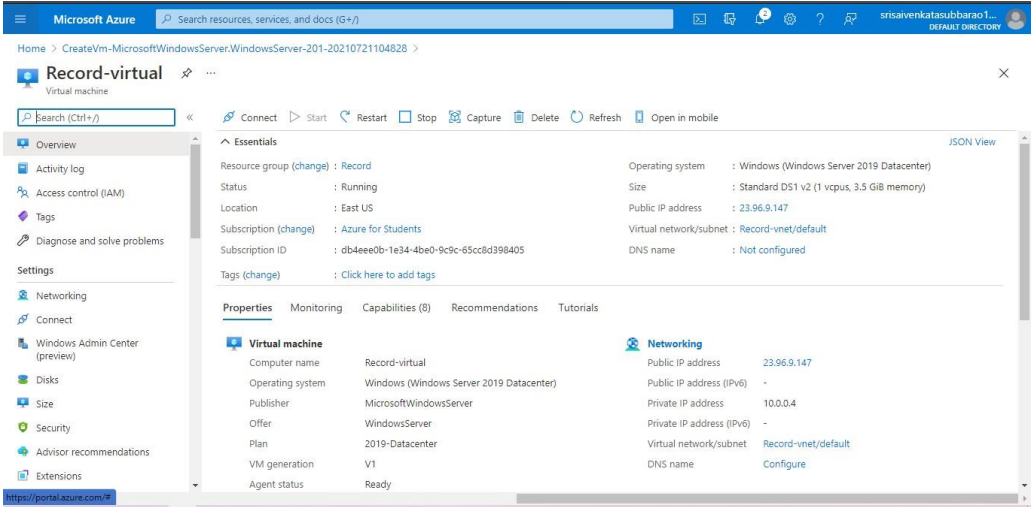 Microsoft Azure
Search resources, services, and docs (G+/)
2
srisaivenkatasubbarao1...
DEFAULT DIRECTORY
Home > CreateVm-MicrosoftWindowsServer.WindowsServer-201-20210721104828 >
Record-virtual
Virtual machine
Search (Ctrl+/)
Overview
Activity log
Access control (IAM)
Tags
Diagnose and solve problems
Settings
Networking
Connect
Windows Admin Center
(preview)
Disks
Size
Security
Advisor recommendations
Extensions
https://portal.azure.com/#
Connect Start Restart Stop Capture Delete Refresh Open in mobile
Essentials
JSON View
Resource group (change) : Record
Status : Running
Location : East US
Subscription (change) : Azure for Students
Subscription ID : db4eee0b-1e34-4be0-9c9c-65cc8d398405
Tags (change) : Click here to add tags
Operating system : Windows (Windows Server 2019 Datacenter)
Size : Standard DS1 v2 (1 vcpus, 3.5 GiB memory)
Public IP address : 23.96.9.147
Virtual network/subnet : Record-vnet/default
DNS name : Not configured
Properties Monitoring Capabilities (8) Recommendations Tutorials
Virtual machine
Computer name Record-virtual
Operating system Windows (Windows Server 2019 Datacenter)
Publisher MicrosoftWindowsServer
Offer WindowsServer
Plan 2019-Datacenter
VM generation V1
Agent status Ready
Networking
Public IP address 23.96.9.147
Public IP address (IPv6) -
Private IP address 10.0.0.4
Private IP address (IPv6) -
Virtual network/subnet Record-vnet/default
DNS name Configure